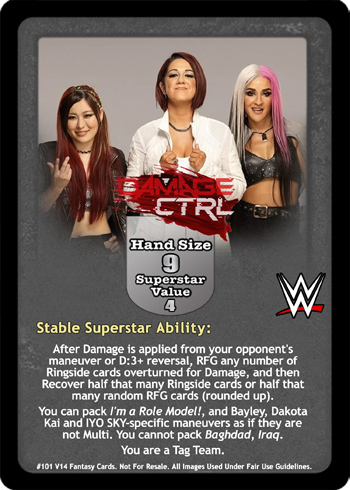 DAMAGE
CTRL
Hand Size
9
Superstar
Value
4
Stable Superstar Ability:
After Damage is applied from your opponent's
maneuver or D:3+ reversal, RFG any number of
Ringside cards overturned for Damage, and then
Recover half that many Ringside cards or half that
many random RFG cards (rounded up).
You can pack I'm a Role Model!, and Bayley, Dakota
Kai and IYO SKY-specific maneuvers as if they are
not Multi. You cannot pack Baghdad, Iraq.
You are a Tag Team.
#101 V14 Fantasy Cards. Not For Resale. All Images Used Under Fair Use Guidelines.